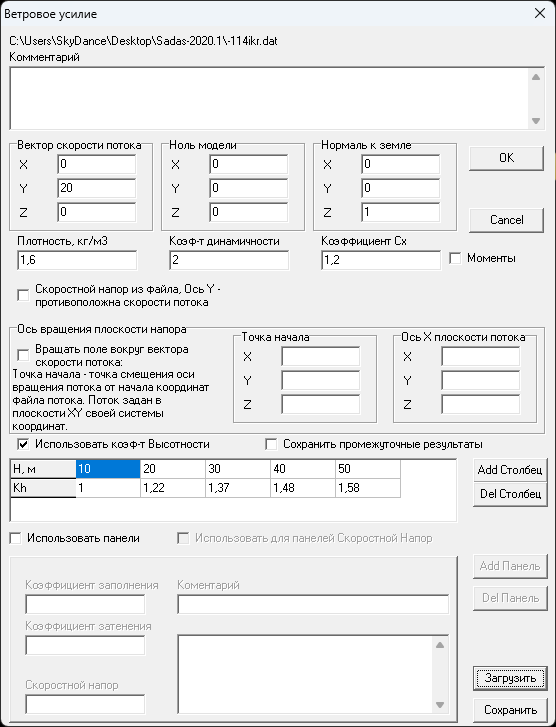 Ветровое усилие
C:\Users\SkyDance\Desktop\Sadas-2020.1\-114ikr.dat
Комментарий
Вектор скорости потока
X 0
Y 20
Z 0
Ноль модели
X 0
Y 0
Z 0
Нормаль к земле
X 0
Y 0
Z 1
OK
Cancel
Плотность, кг/м3
1,6
Коэф-т динамичности
2
Коэффициент Cx
1,2
Моменты
Скоростной напор из файла, Ось Y -
противоположна скорости потока
Ось вращения плоскости напора
Вращать поле вокруг вектора
скорости потока:
Точка начала - точка смещения оси
вращения потока от начала координат
файла потока. Поток задан в
плоскости XY своей системы
координат.
Точка начала
X
Y
Z
Ось X плоскости потока
X
Y
Z
Использовать коэф-т Высотности
Сохранить промежуточные результаты
H, м 10 20 30 40 50
Kh 1 1,22 1,37 1,48 1,58
Add Столбец
Del Столбец
Использовать панели
Использовать для панелей Скоростной Напор
Коэффициент заполнения
Коментарий
Коэффициент затенения
Скоростной напор
Add Панель
Del Панель
Загрузить
Сохранить